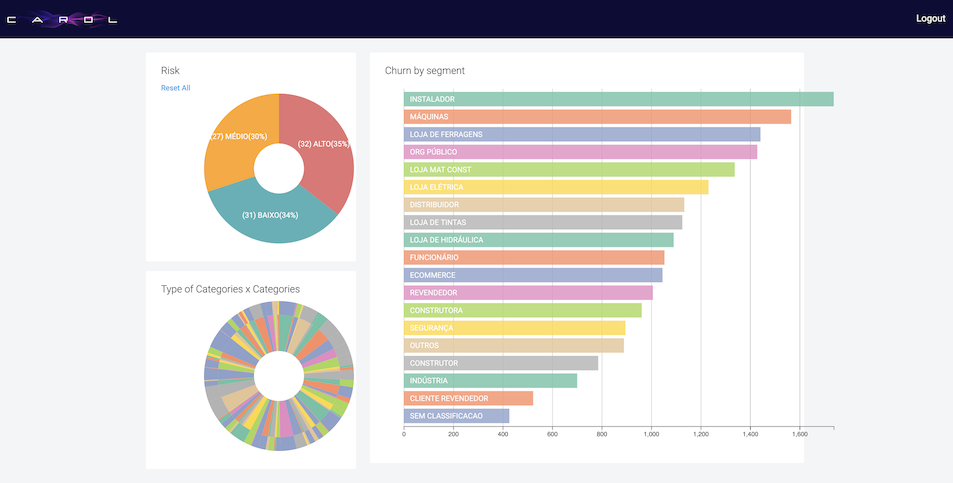 CAROL
Logout
Risk
Reset All
(27) MÉDIO(30%)
(32) ALTO(35%)
(31) BAIXO(34%)
Type of Categories x Categories
Churn by segment
INSTALADOR
MÁQUINAS
LOJA DE FERRAGENS
ORG PÚBLICO
LOJA MAT CONST
LOJA ELÉTRICA
DISTRIBUIDOR
LOJA DE TINTAS
LOJA DE HIDRÁULICA
FUNCIONÁRIO
ECOMMERCE
REVENDEDOR
CONSTRUTORA
SEGURANÇA
OUTROS
CONSTRUTOR
INDÚSTRIA
CLIENTE REVENDEDOR
SEM CLASSIFICACAO
0 200 400 600 800 1,000 1,200 1,400 1,600